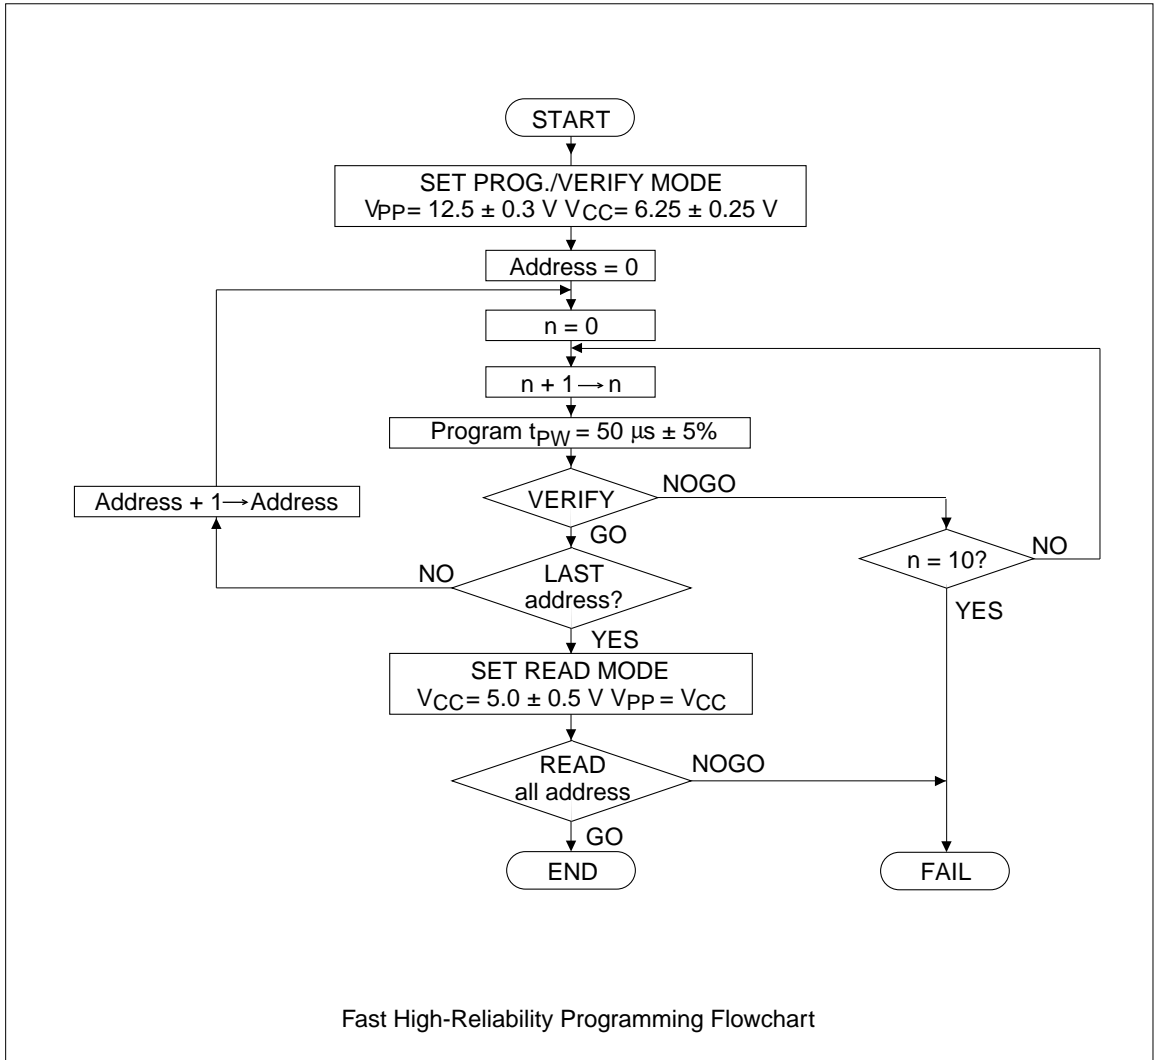 START
SET PROG./VERIFY MODE
VPP= 12.5 ± 0.3 V VCC= 6.25 ± 0.25 V
Address = 0
n = 0
n + 1→n
Program tPW = 50 µs ± 5%
Address + 1→Address
VERIFY
NOGO
GO
n = 10?
NO
YES
LAST
address?
NO
YES
SET READ MODE
VCC= 5.0 ± 0.5 V VPP = VCC
READ
all address
NOGO
GO
END
FAIL
Fast High-Reliability Programming Flowchart